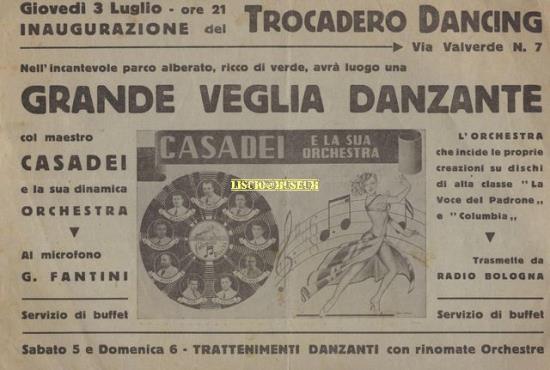 Giovedì 3 Luglio - ore 21
INAUGURAZIONE del TROCADERO DANCING
Via Valverde N. 7
Nell'incantevole parco alberato, ricco di verde, avrà luogo una
GRANDE VEGLIA DANZANTE
col maestro
CASADEI
e la sua dinamica
ORCHESTRA
Al microfono
G. FANTINI
Servizio di buffet
CASADEI E LA SUA
ORCHESTRA
LISCIO@MUSEUM
L'ORCHESTRA
che incide le proprie
creazioni su dischi
di alta classe "La
Voce del Padrone„
e "Columbia„
Trasmette da
RADIO BOLOGNA
Servizio di buffet
Sabato 5 e Domenica 6 - TRATTENIMENTI DANZANTI con rinomate Orchestre